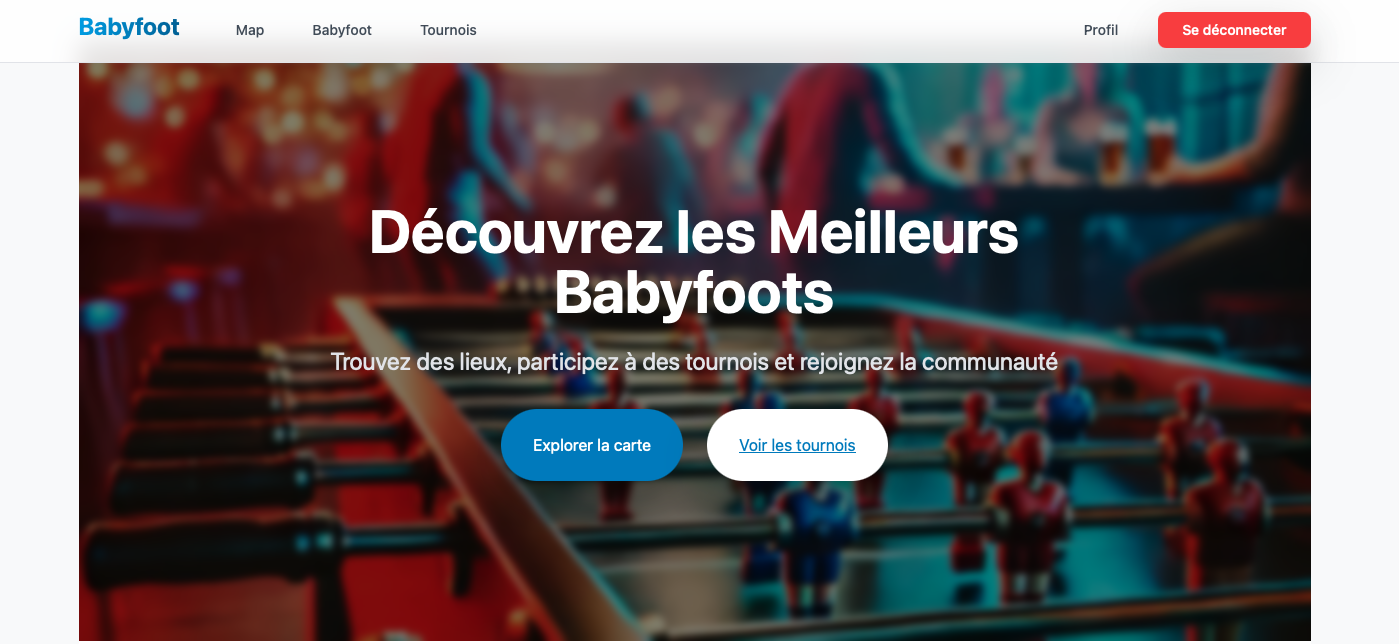 Babyfoot
Map
Babyfoot
Tournois
Profil
Se déconnecter
Découvrez les Meilleurs
Babyfoots
Trouvez des lieux, participez à des tournois et rejoignez la communauté
Explorer la carte
Voir les tournois